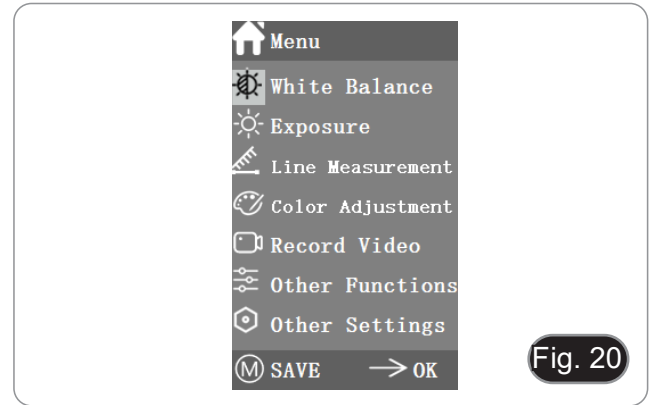 Menu
White Balance
Exposure
Line Measurement
Color Adjustment
Record Video
Other Functions
Other Settings
M SAVE → OK
Fig. 20